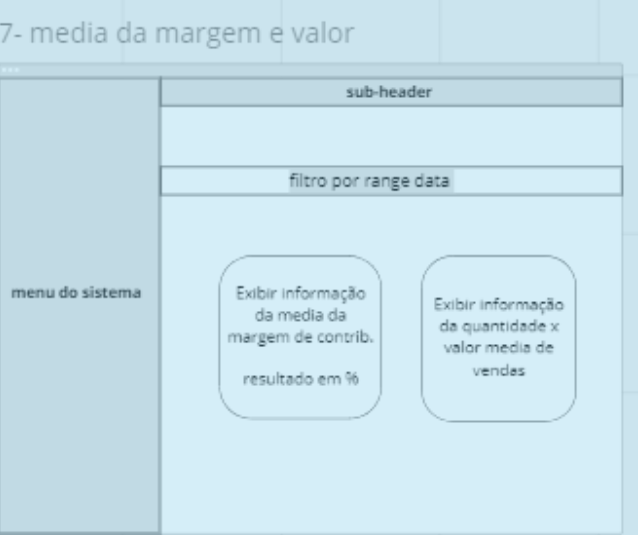 7- media da margem e valor
sub-header
filtro por range data
menu do sistema
Exibir informação
da media da
margem de contrib.
resultado em %
Exibir informação
da quantidade x
valor media de
vendas